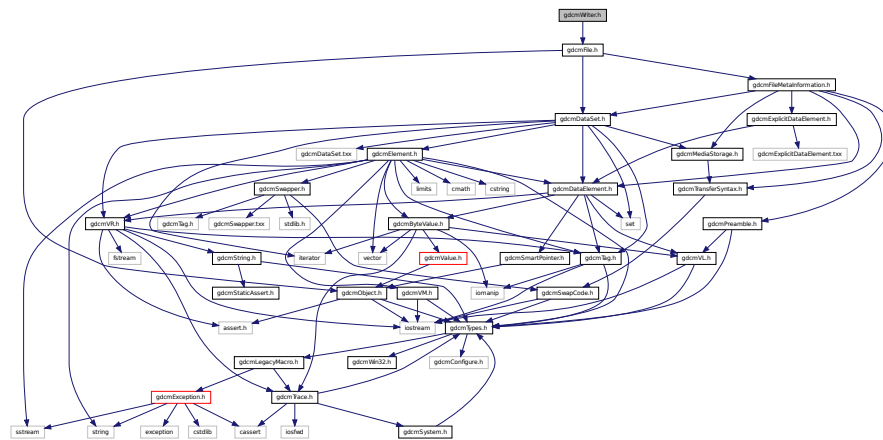 gdcmWriter.h
gdcmFile.h
gdcmFileMetaInformation.h
gdcmDataSet.h
gdcmExplicitDataElement.h
gdcmDataSet.txx
gdcmElement.h
gdcmMediaStorage.h
gdcmExplicitDataElement.txx
gdcmSwapper.h
limits
cmath
cstring
gdcmDataElement.h
gdcmTransferSyntax.h
gdcmVR.h
gdcmTag.h
gdcmSwapper.txx
stdlib.h
gdcmByteValue.h
set
gdcmPreamble.h
fstream
gdcmString.h
iterator
vector
gdcmValue.h
gdcmSmartPointer.h
gdcmTag.h
gdcmVL.h
gdcmStaticAssert.h
gdcmObject.h
gdcmVM.h
iomanip
gdcmSwapCode.h
assert.h
iostream
gdcmTypes.h
gdcmLegacyMacro.h
gdcmWin32.h
gdcmConfigure.h
gdcmException.h
gdcmTrace.h
sstream
string
exception
cstdlib
cassert
iosfwd
gdcmSystem.h